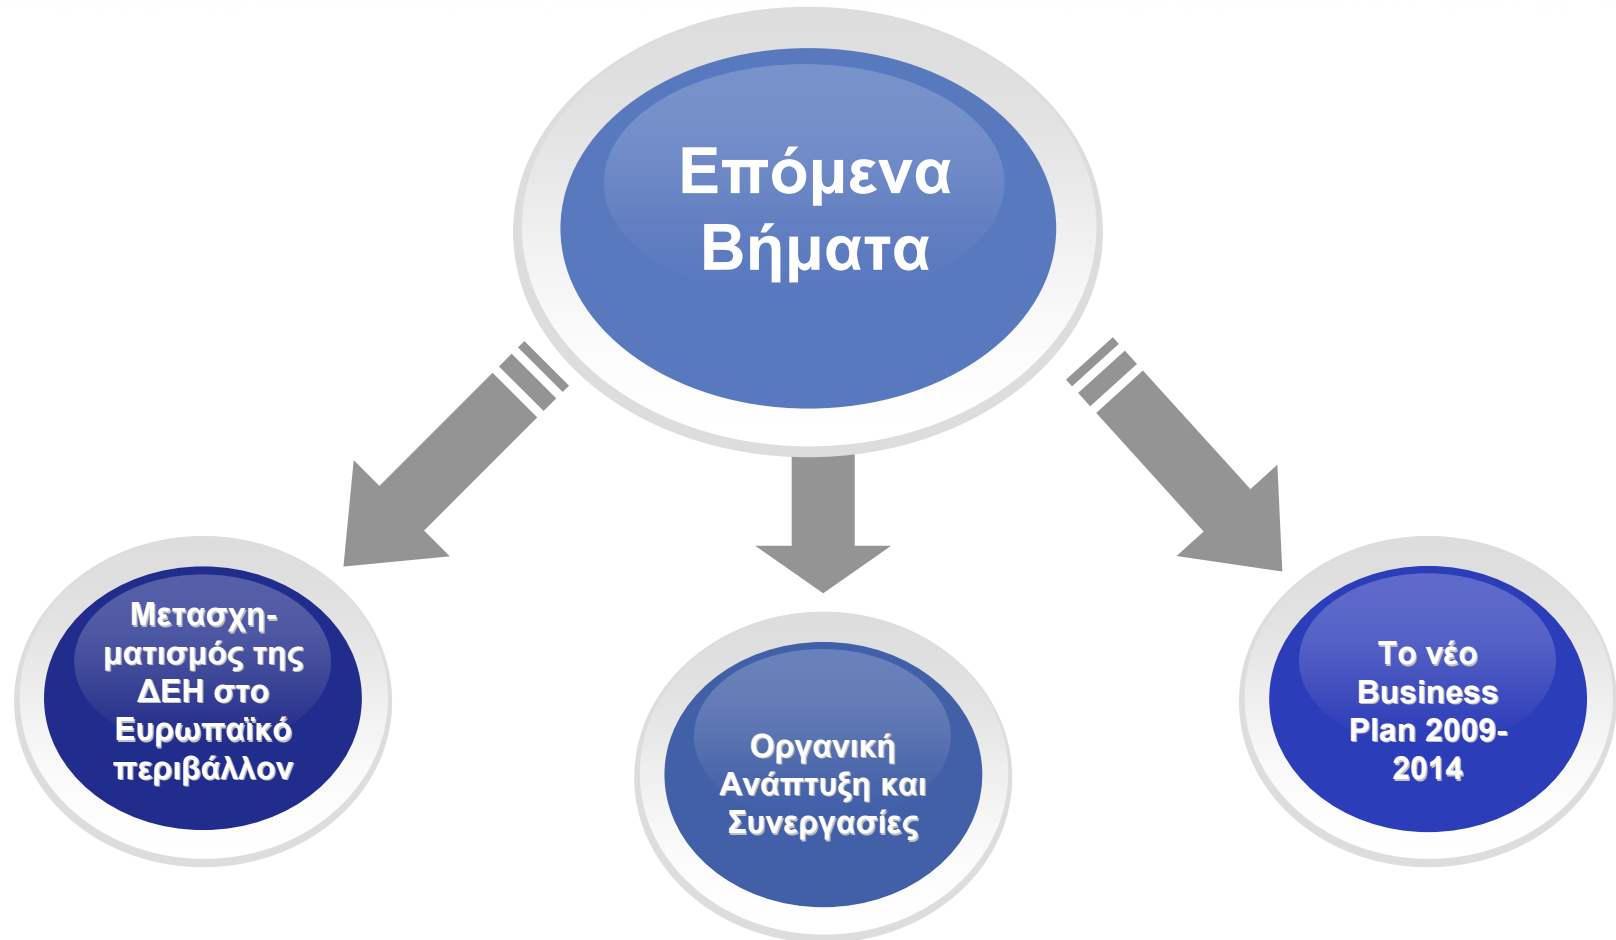 Επόμενα
Βήματα
Μετασχη-
ματισμός της
ΔΕΗ στο
Ευρωπαϊκό
περιβάλλον
Οργανική
Ανάπτυξη και
Συνεργασίες
Το νέο
Business
Plan 2009-
2014